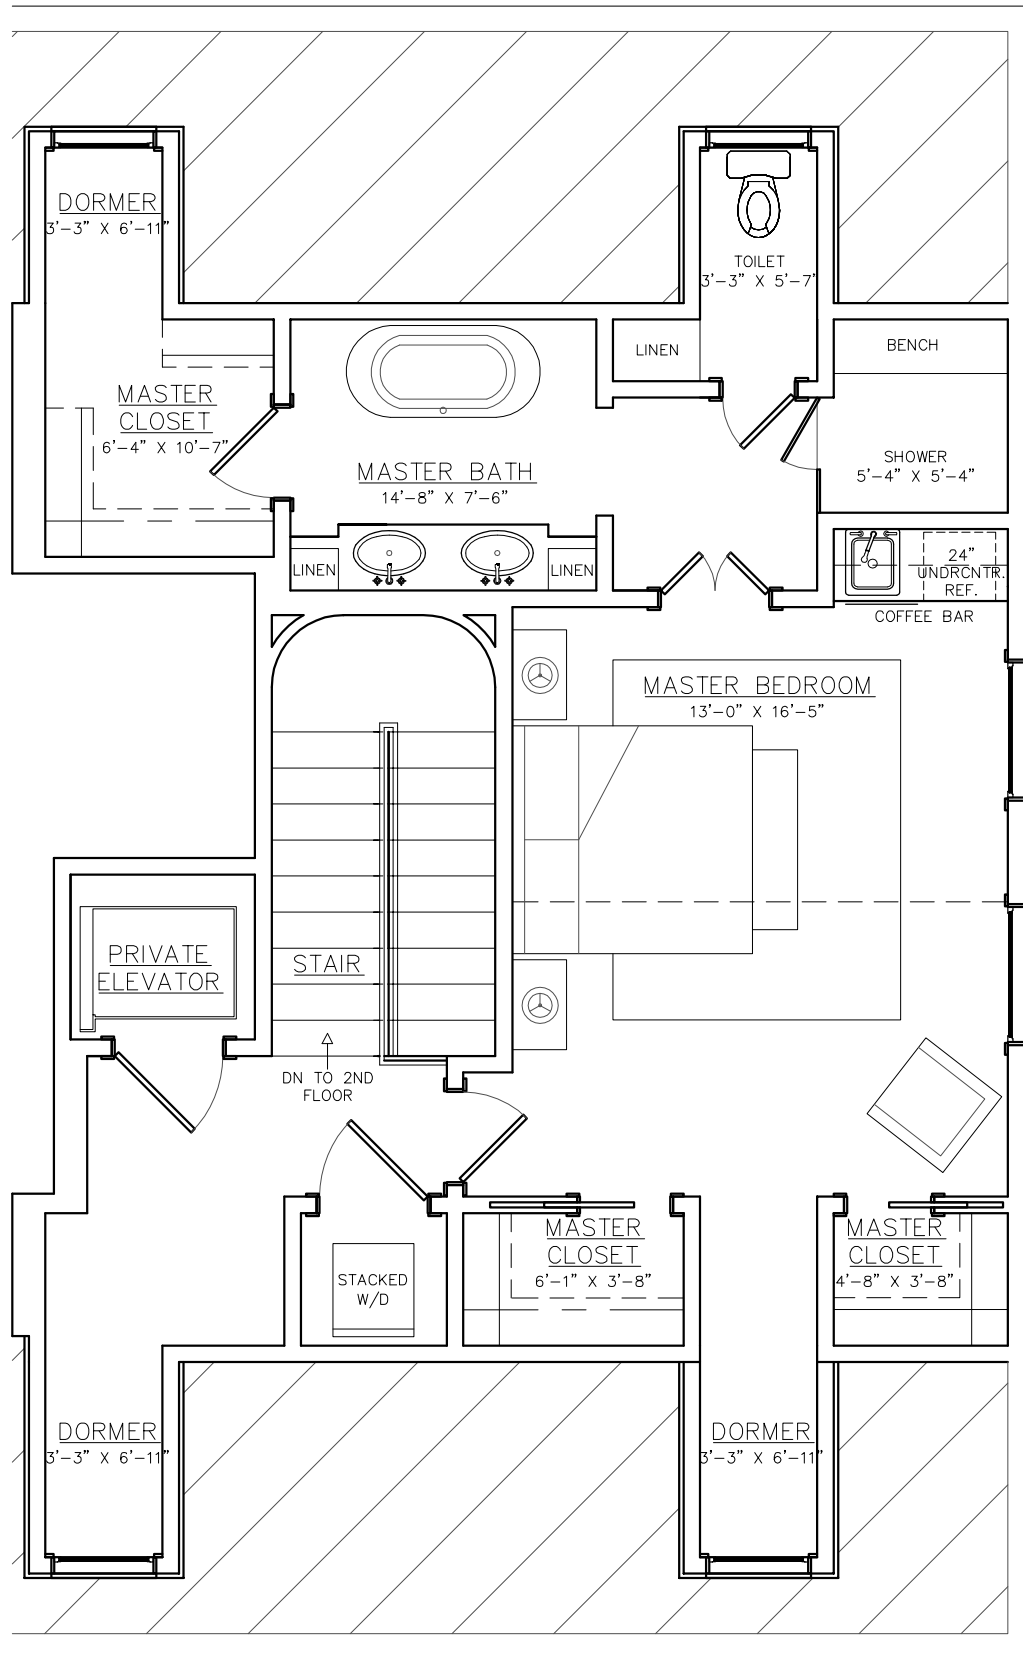 DORMER
3'-3" X 6'-11"
TOILET
3'-3" X 5'-7"
LINEN
BENCH
MASTER
CLOSET
6'-4" X 10'-7"
MASTER BATH
14'-8" X 7'-6"
SHOWER
5'-4" X 5'-4"
LINEN
LINEN
24"
UNDRCNTR.
REF.
COFFEE BAR
MASTER BEDROOM
13'-0" X 16'-5"
PRIVATE
ELEVATOR
STAIR
DN TO 2ND
FLOOR
STACKED
W/D
MASTER
CLOSET
6'-1" X 3'-8"
MASTER
CLOSET
4'-8" X 3'-8"
DORMER
3'-3" X 6'-11"
DORMER
3'-3" X 6'-11"